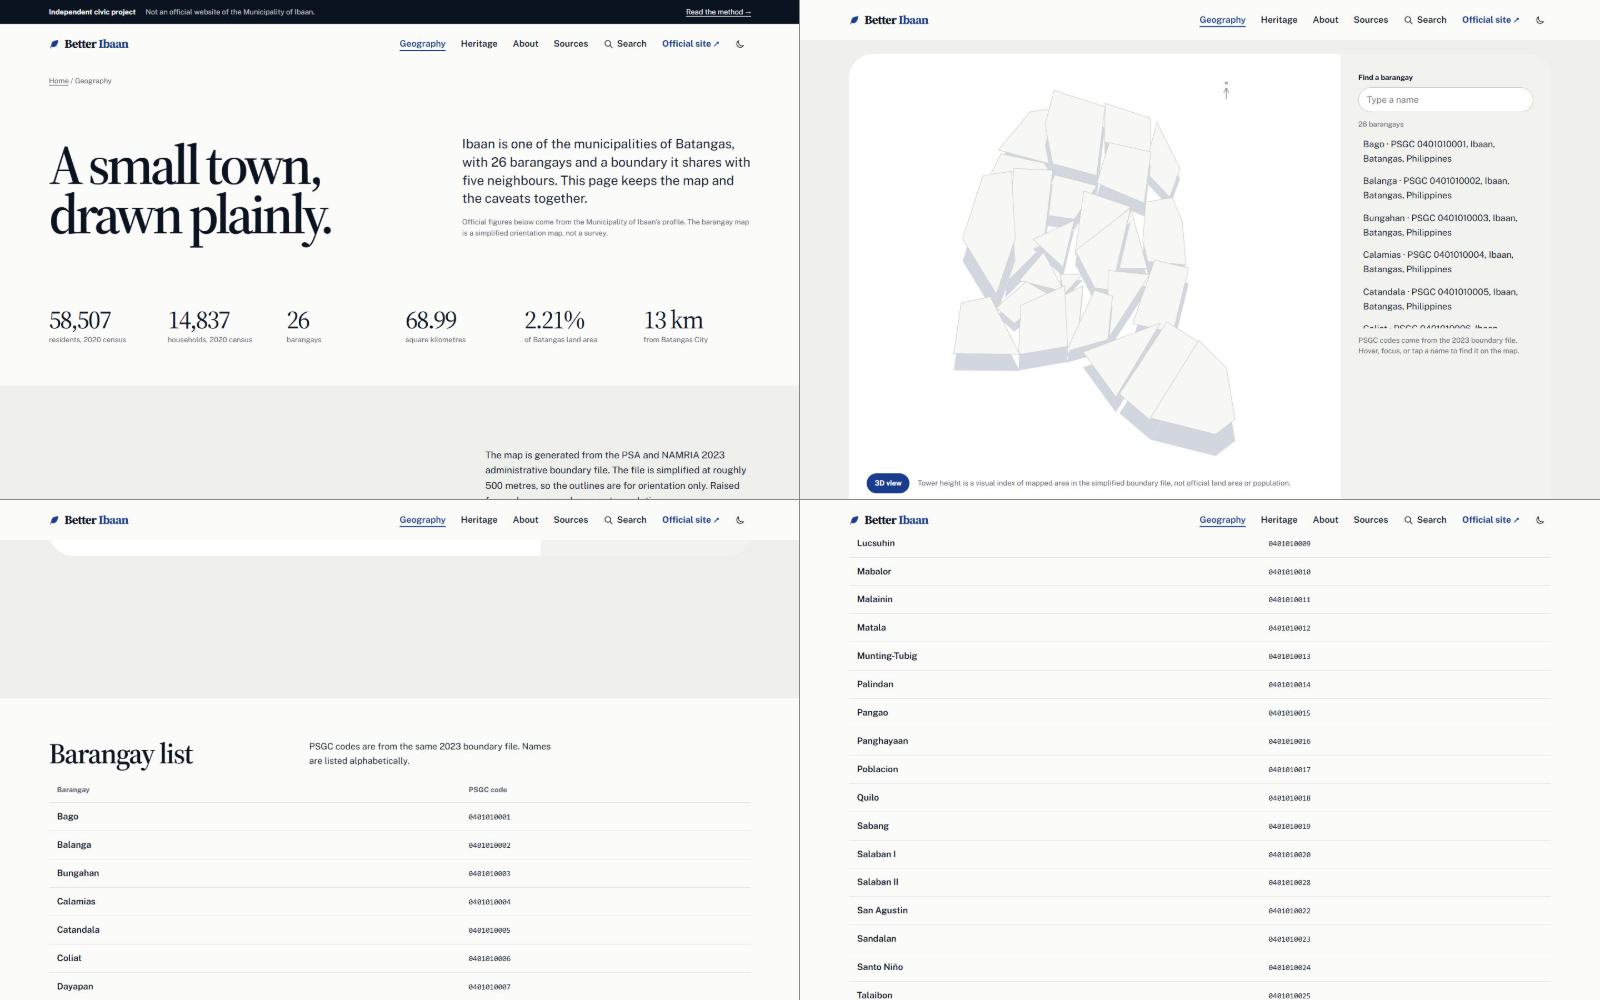 Independent civic project Not an official website of the Municipality of Ibaan. Read the method →
Better Ibaan Geography Heritage About Sources Search Official site ↗
Home / Geography
A small town,
drawn plainly.
Ibaan is one of the municipalities of Batangas,
with 26 barangays and a boundary it shares with
five neighbours. This page keeps the map and
the caveats together.
Official figures below come from the Municipality of Ibaan's profile. The barangay map
is a simplified orientation map, not a survey.
58,507 14,837 26 68.99 2.21% 13 km
residents, 2020 census households, 2020 census barangays square kilometres of Batangas land area from Batangas City
The map is generated from the PSA and NAMRIA 2023
administrative boundary file. The file is simplified at roughly
500 metres, so the outlines are for orientation only. Raised
Better Ibaan Geography Heritage About Sources Search Official site ↗
Find a barangay
Type a name
26 barangays
Bago · PSGC 0401010001, Ibaan,
Batangas, Philippines
Balanga · PSGC 0401010002, Ibaan,
Batangas, Philippines
Bungahan · PSGC 0401010003, Ibaan,
Batangas, Philippines
Calamias · PSGC 0401010004, Ibaan,
Batangas, Philippines
Catandala · PSGC 0401010005, Ibaan,
Batangas, Philippines
Coliat · PSGC 0401010006, Ibaan,
PSGC codes come from the 2023 boundary file.
Hover, focus, or tap a name to find it on the map.
3D view Tower height is a visual index of mapped area in the simplified boundary file, not official land area or population.
Better Ibaan Geography Heritage About Sources Search Official site ↗
Barangay list
PSGC codes are from the same 2023 boundary file. Names
are listed alphabetically.
Barangay PSGC code
Bago 0401010001
Balanga 0401010002
Bungahan 0401010003
Calamias 0401010004
Catandala 0401010005
Coliat 0401010006
Dayapan 0401010007
Better Ibaan Geography Heritage About Sources Search Official site ↗
Lucsuhin 0401010009
Mabalor 0401010010
Malainin 0401010011
Matala 0401010012
Munting-Tubig 0401010013
Palindan 0401010014
Pangao 0401010015
Panghayaan 0401010016
Poblacion 0401010017
Quilo 0401010018
Sabang 0401010019
Salaban I 0401010020
Salaban II 0401010028
San Agustin 0401010022
Sandalan 0401010023
Santo Niño 0401010024
Talaibon 0401010025